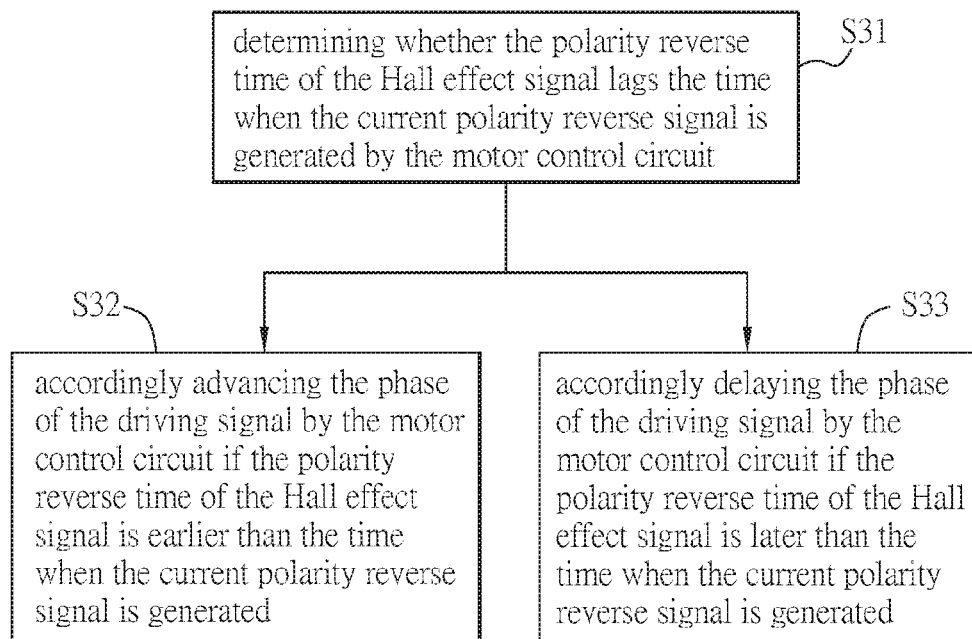 determining whether the polarity reverse
time of the Hall effect signal lags the time
when the current polarity reverse signal is
generated by the motor control circuit
S31
S32
accordingly advancing the phase
of the driving signal by the motor
control circuit if the polarity
reverse time of the Hall effect
signal is earlier than the time
when the current polarity reverse
signal is generated
S33
accordingly delaying the phase
of the driving signal by the
motor control circuit if the
polarity reverse time of the Hall
effect signal is later than the
time when the current polarity
reverse signal is generated